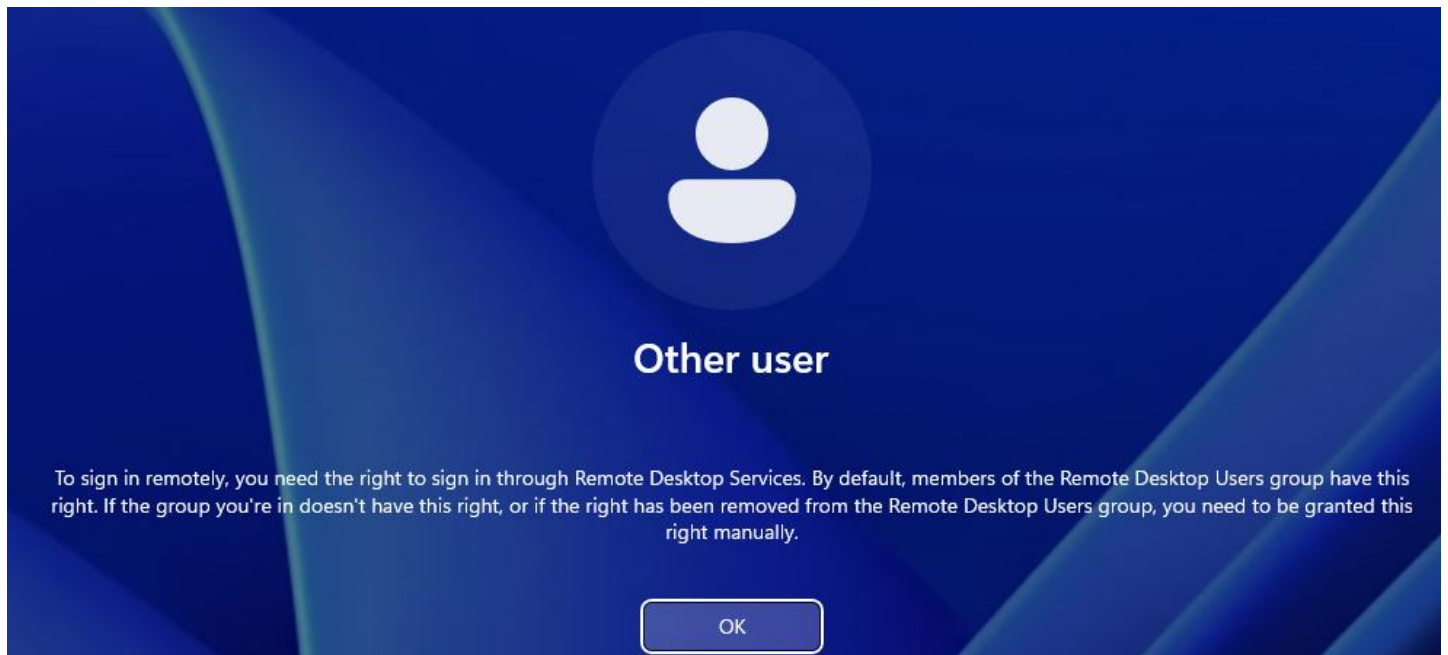 Other user
To sign in remotely, you need the right to sign in through Remote Desktop Services. By default, members of the Remote Desktop Users group have this
right. If the group you're in doesn't have this right, or if the right has been removed from the Remote Desktop Users group, you need to be granted this
right manually.
OK